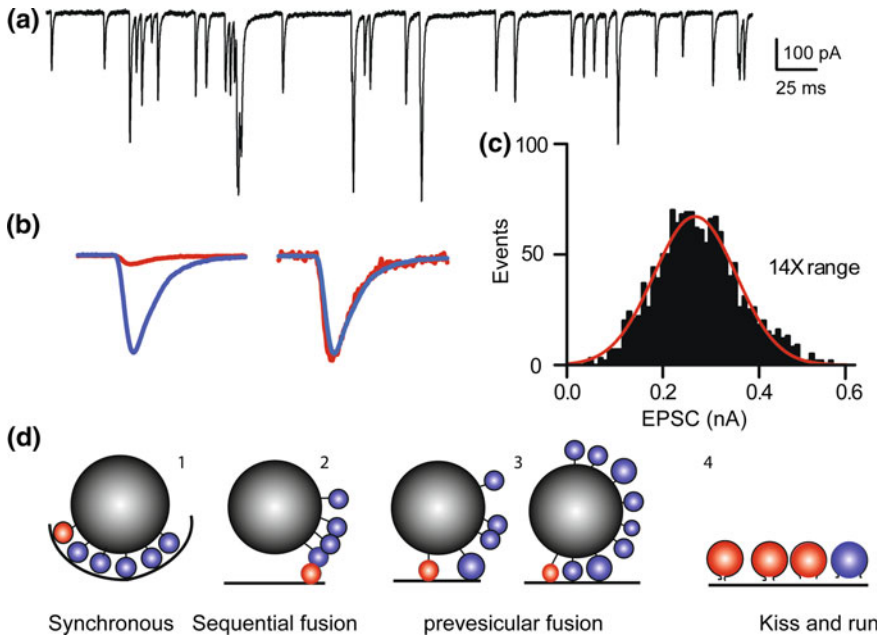 (a)
100 pA
25 ms
(b)
(c)
100
50
0
Events
14X range
0.0
0.2
0.4
0.6
EPSC (nA)
(d)
1
2
3
4
Synchronous
Sequential fusion
prevesicular fusion
Kiss and run